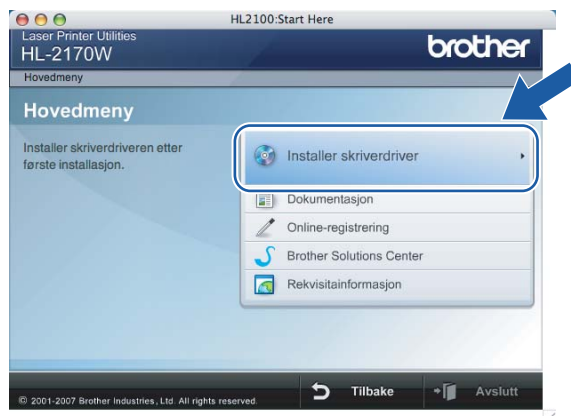 HL2100:Start Here
Laser Printer Utilities
HL-2170W
brother
Hovedmeny
Hovedmeny
Installer skriverdriveren etter
første installasjon.
Installer skriverdriver
Dokumentasjon
Online-registrering
Brother Solutions Center
Rekvisitainformasjon
© 2001-2007 Brother Industries, Ltd. All rights reserved.
Tilbake
Avslutt